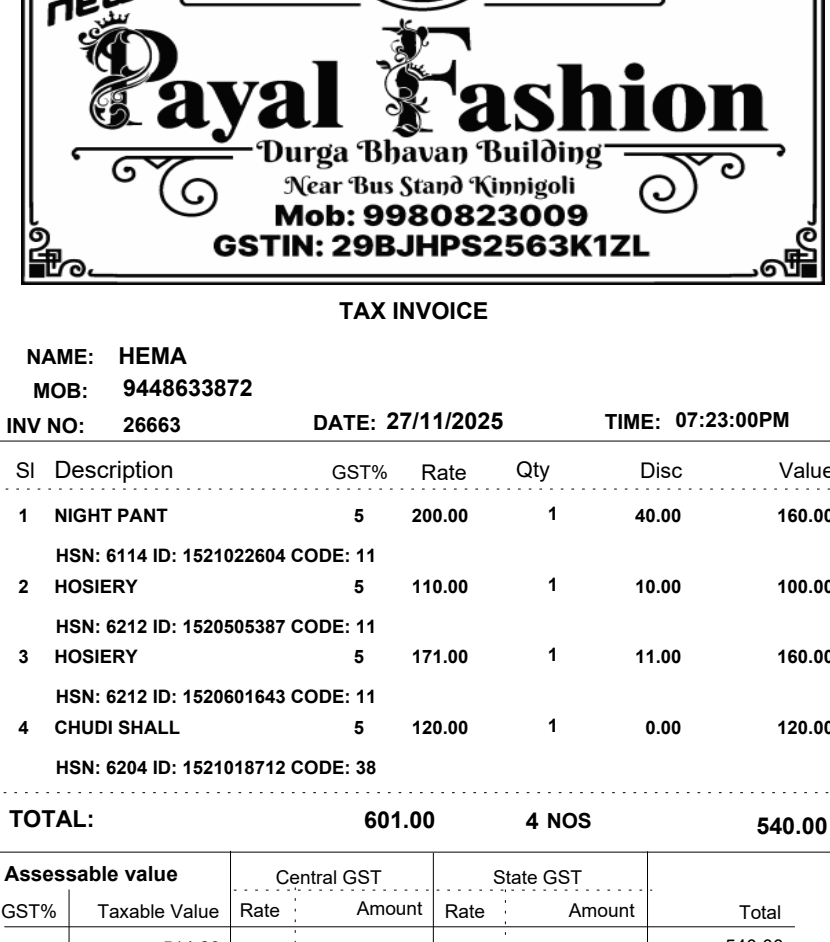 new
Payal Fashion
Durga Bhavan Building
Near Bus Stand Kinnigoli
Mob: 9980823009
GSTIN: 29BJHPS2563K1ZL
TAX INVOICE
NAME: HEMA
MOB: 9448633872
INV NO: 26663 DATE: 27/11/2025 TIME: 07:23:00PM
Sl Description GST% Rate Qty Disc Value
1 NIGHT PANT 5 200.00 1 40.00 160.00
HSN: 6114 ID: 1521022604 CODE: 11
2 HOSIERY 5 110.00 1 10.00 100.00
HSN: 6212 ID: 1520505387 CODE: 11
3 HOSIERY 5 171.00 1 11.00 160.00
HSN: 6212 ID: 1520601643 CODE: 11
4 CHUDI SHALL 5 120.00 1 0.00 120.00
HSN: 6204 ID: 1521018712 CODE: 38
TOTAL: 601.00 4 NOS 540.00
Assessable value Central GST State GST
GST% Taxable Value Rate Amount Rate Amount Total